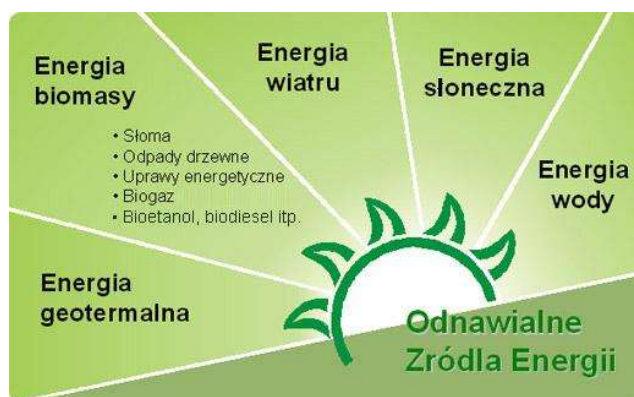 Energia
biomasy
• Słoma
• Odpady drzewne
• Uprawy energetyczne
• Biogaz
• Bioetanol, biodiesel itp.
Energia
wiatru
Energia
słoneczna
Energia
wody
Energia
geotermalna
Odnawialne
Zródla Energii